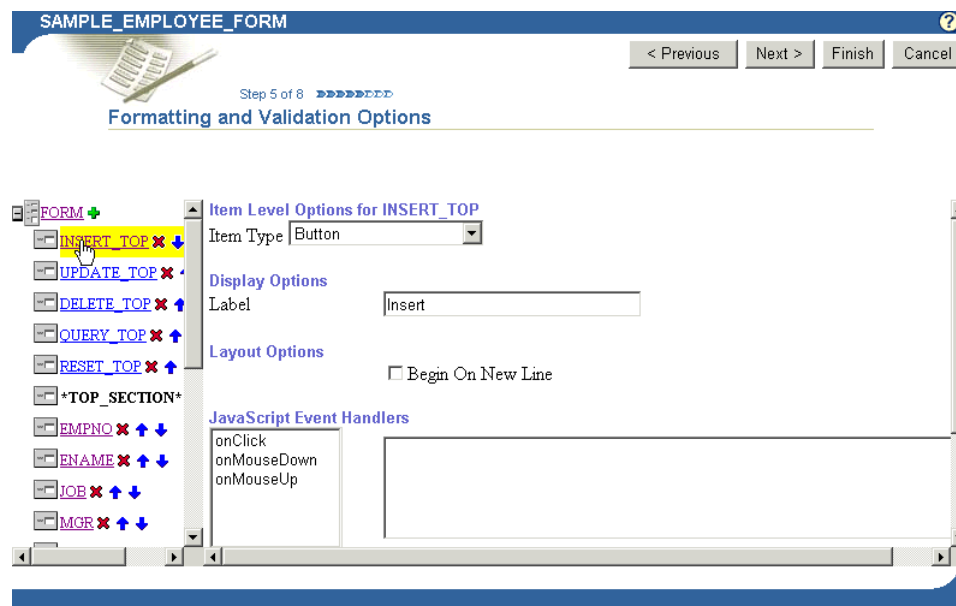 SAMPLE_EMPLOYEE_FORM
?
< Previous Next > Finish Cancel
Step 5 of 8
Formatting and Validation Options
FORM
INSERT_TOP
UPDATE_TOP
DELETE_TOP
QUERY_TOP
RESET_TOP
*TOP_SECTION*
EMPNO
ENAME
JOB
MGR
Item Level Options for INSERT_TOP
Item Type Button
Display Options
Label Insert
Layout Options
Begin On New Line
JavaScript Event Handlers
onClick
onMouseDown
onMouseUp